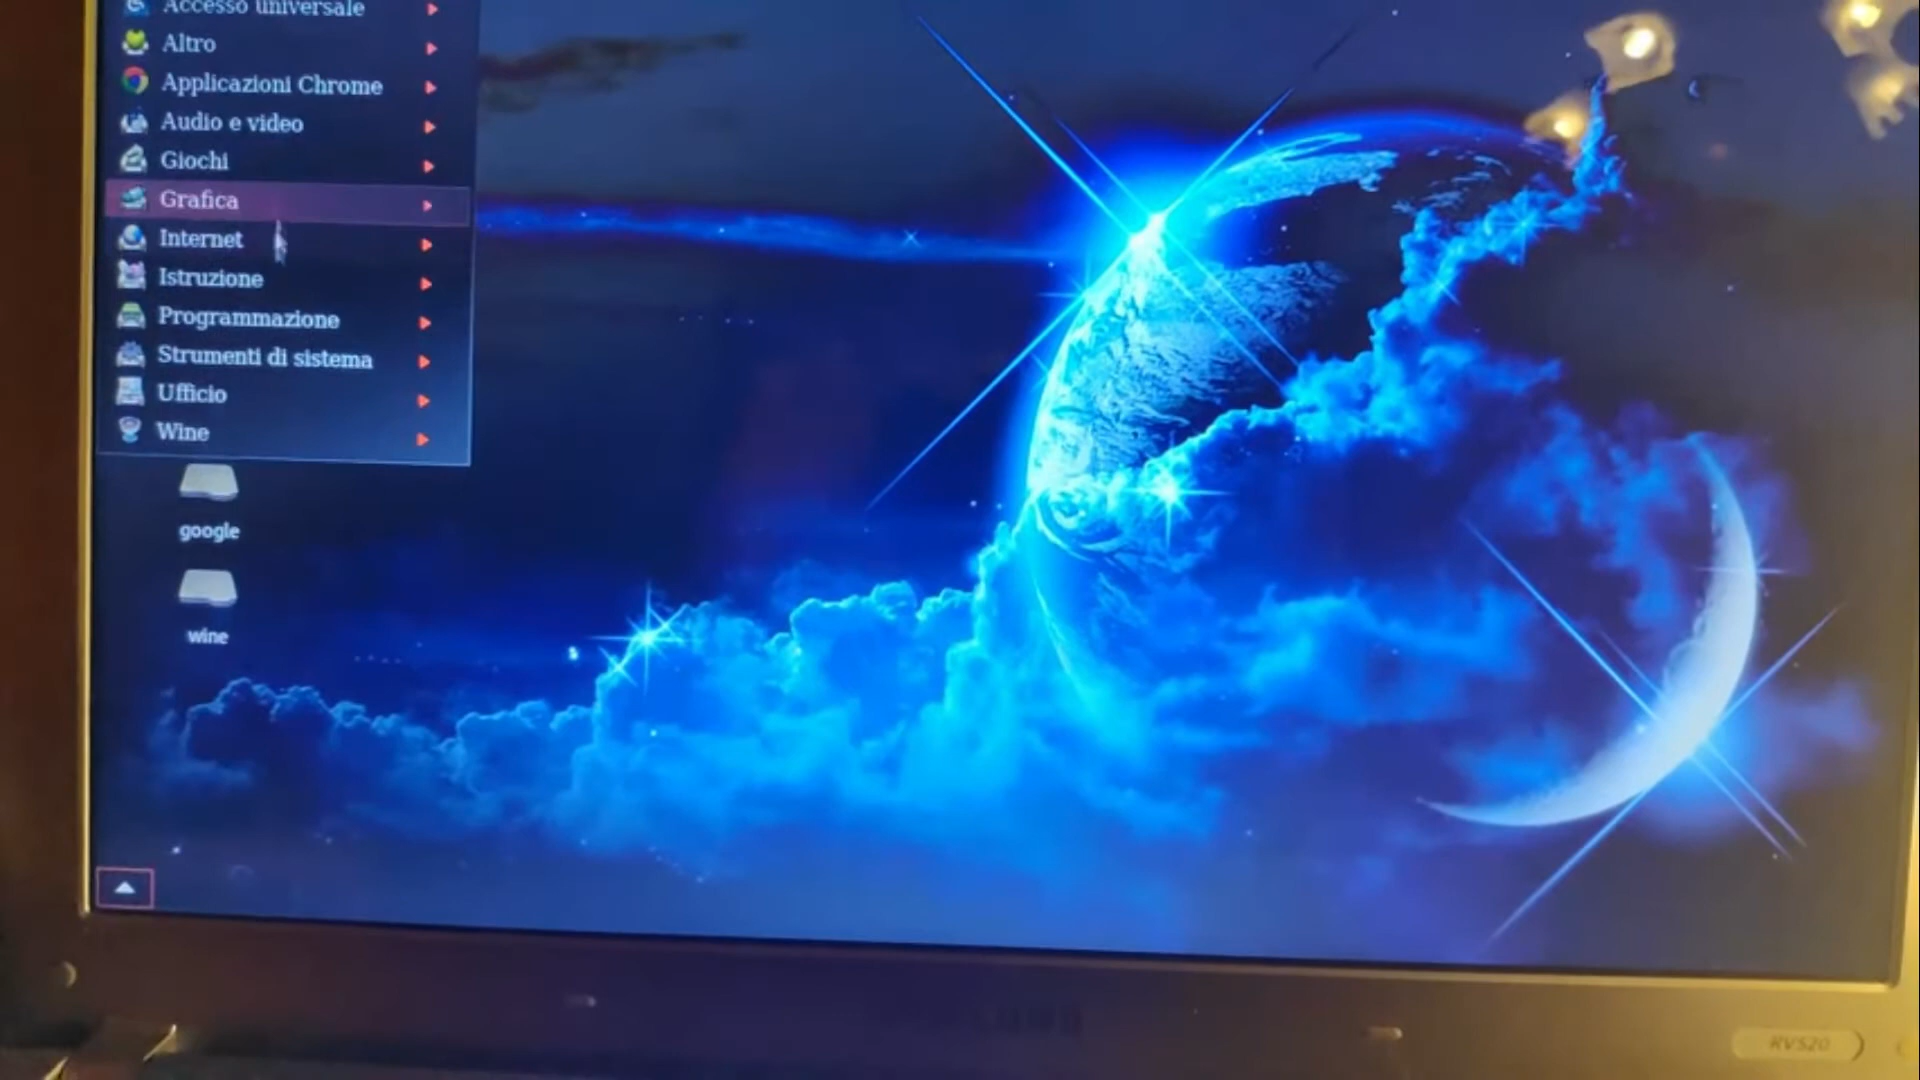 Accesso universale
Altro
Applicazioni Chrome
Audio e video
Giochi
Grafica
Internet
Istruzione
Programmazione
Strumenti di sistema
Ufficio
Wine
google
wine
RV520